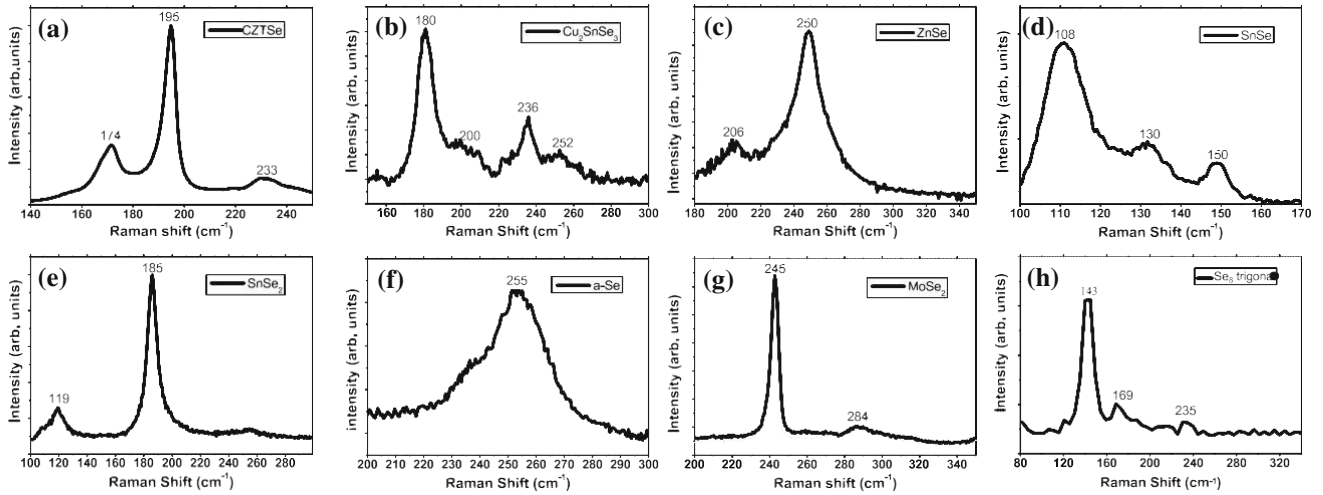 (a)
195
CZTSe
174
233
Intensity (arb,units)
140 160 180 200 220 240
Raman shift (cm⁻¹)
(b)
180
Cu₂SnSe₃
200
236
252
Intensity (arb, units)
160 180 200 220 240 260 280 300
Raman Shift (cm⁻¹)
(c)
250
ZnSe
206
Intensity (arb, units)
180 200 220 240 260 280 300 320 340
Raman Shift (cm⁻¹)
(d)
108
SnSe
130
150
Intensity (arb, units)
100 110 120 130 140 150 160 170
Raman Shift (cm⁻¹)
(e)
185
SnSe₂
119
Intensity (arb, units)
100 120 140 160 180 200 220 240 260 280
Raman Shift (cm⁻¹)
(f)
255
a-Se
intensity (arb, units)
200 210 220 230 240 250 260 270 280 290 300
Raman Shift (cm⁻¹)
(g)
245
MoSe₂
284
Intensity (arb, units)
200 220 240 260 280 300 320 340
Raman Shift (cm⁻¹)
(h)
Se₈ trigona
143
169
235
Intensity (arb, units)
80 120 160 200 240 280 320
Raman Shift (cm⁻¹)